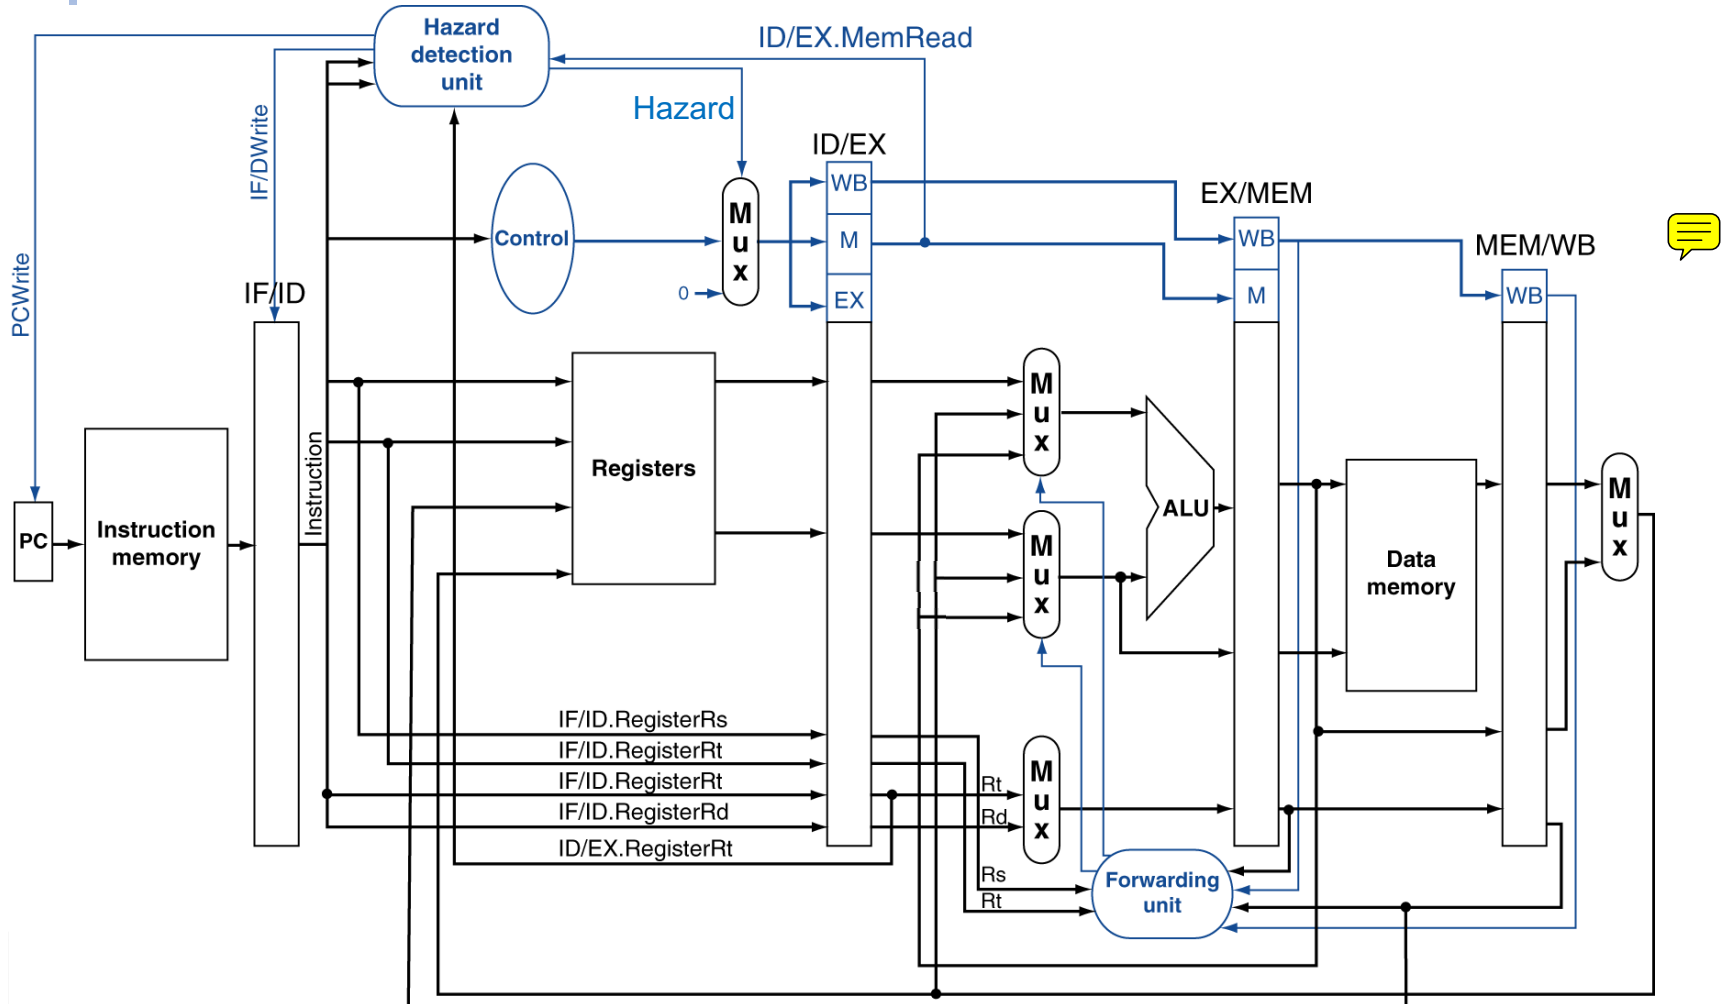 Hazard
detection
unit
ID/EX.MemRead
Hazard
IF/DWrite
PCWrite
ID/EX
WB
M
EX
Control
M
u
x
0
EX/MEM
WB
M
MEM/WB
WB
IF/ID
Instruction
PC
Instruction
memory
Registers
M
u
x
M
u
x
ALU
Data
memory
M
u
x
IF/ID.RegisterRs
IF/ID.RegisterRt
IF/ID.RegisterRt
IF/ID.RegisterRd
ID/EX.RegisterRt
Rt
Rd
M
u
x
Rs
Rt
Forwarding
unit